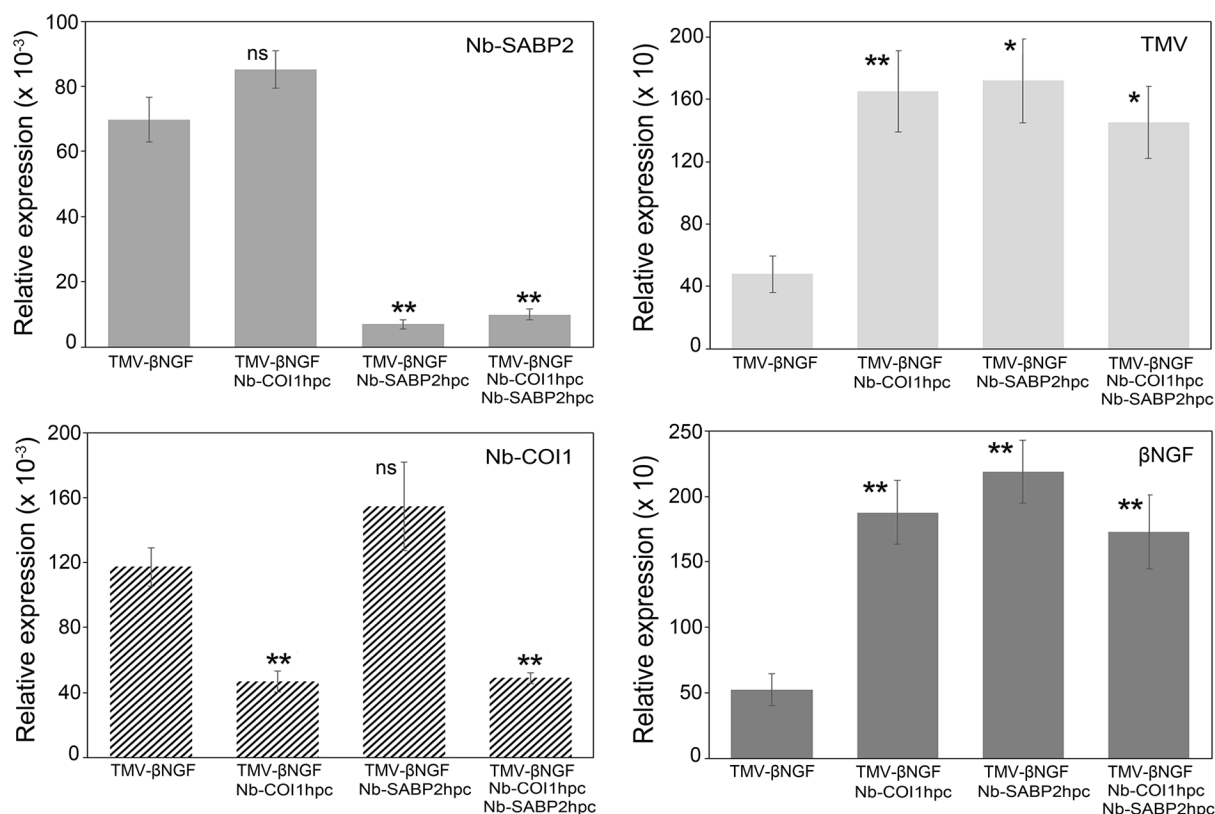 Nb-SABP2
Relative expression (x 10-3)
100
80
60
40
20
0
ns
**
**
TMV-βNGF
TMV-βNGF
Nb-COI1hpc
TMV-βNGF
Nb-SABP2hpc
TMV-βNGF
Nb-COI1hpc
Nb-SABP2hpc
TMV
Relative expression (x 10)
200
160
120
80
40
0
**
*
*
TMV-βNGF
TMV-βNGF
Nb-COI1hpc
TMV-βNGF
Nb-SABP2hpc
TMV-βNGF
Nb-COI1hpc
Nb-SABP2hpc
Nb-COI1
Relative expression (x 10-3)
200
160
120
80
40
0
**
ns
**
TMV-βNGF
TMV-βNGF
Nb-COI1hpc
TMV-βNGF
Nb-SABP2hpc
TMV-βNGF
Nb-COI1hpc
Nb-SABP2hpc
βNGF
Relative expression (x 10)
250
200
150
100
50
0
**
**
**
TMV-βNGF
TMV-βNGF
Nb-COI1hpc
TMV-βNGF
Nb-SABP2hpc
TMV-βNGF
Nb-COI1hpc
Nb-SABP2hpc